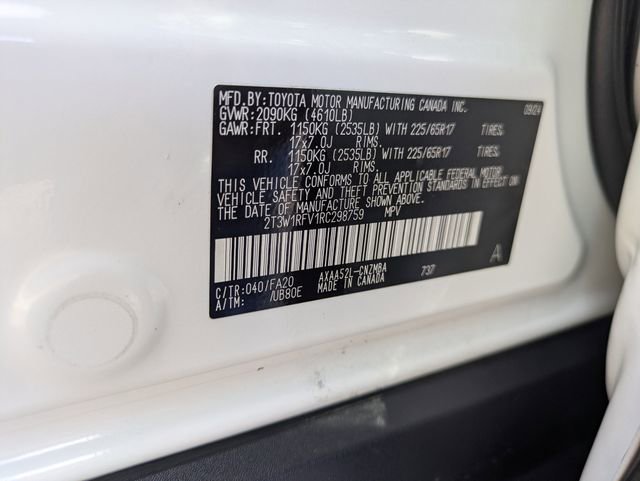 MFD.BY:TOYOTA MOTOR MANUFACTURING CANADA INC. 09/24
GVWR:2090KG (4610LB)
GAWR:FRT. 1150KG (2535LB) WITH 225/65R17 TIRES,
17x7.0J RIMS.
RR. 1150KG (2535LB) WITH 225/65R17 TIRES,
17x7.0J RIMS.
THIS VEHICLE CONFORMS TO ALL APPLICABLE FEDERAL MOTOR
VEHICLE SAFETY AND THEFT PREVENTION STANDARDS IN EFFECT ON
THE DATE OF MANUFACTURE SHOWN ABOVE.
2T3W1RFV1RC298759 MPV
C/TR:040/FA20 AXAA52L-CNZMBA 737 A
A/TM: /UB80E MADE IN CANADA